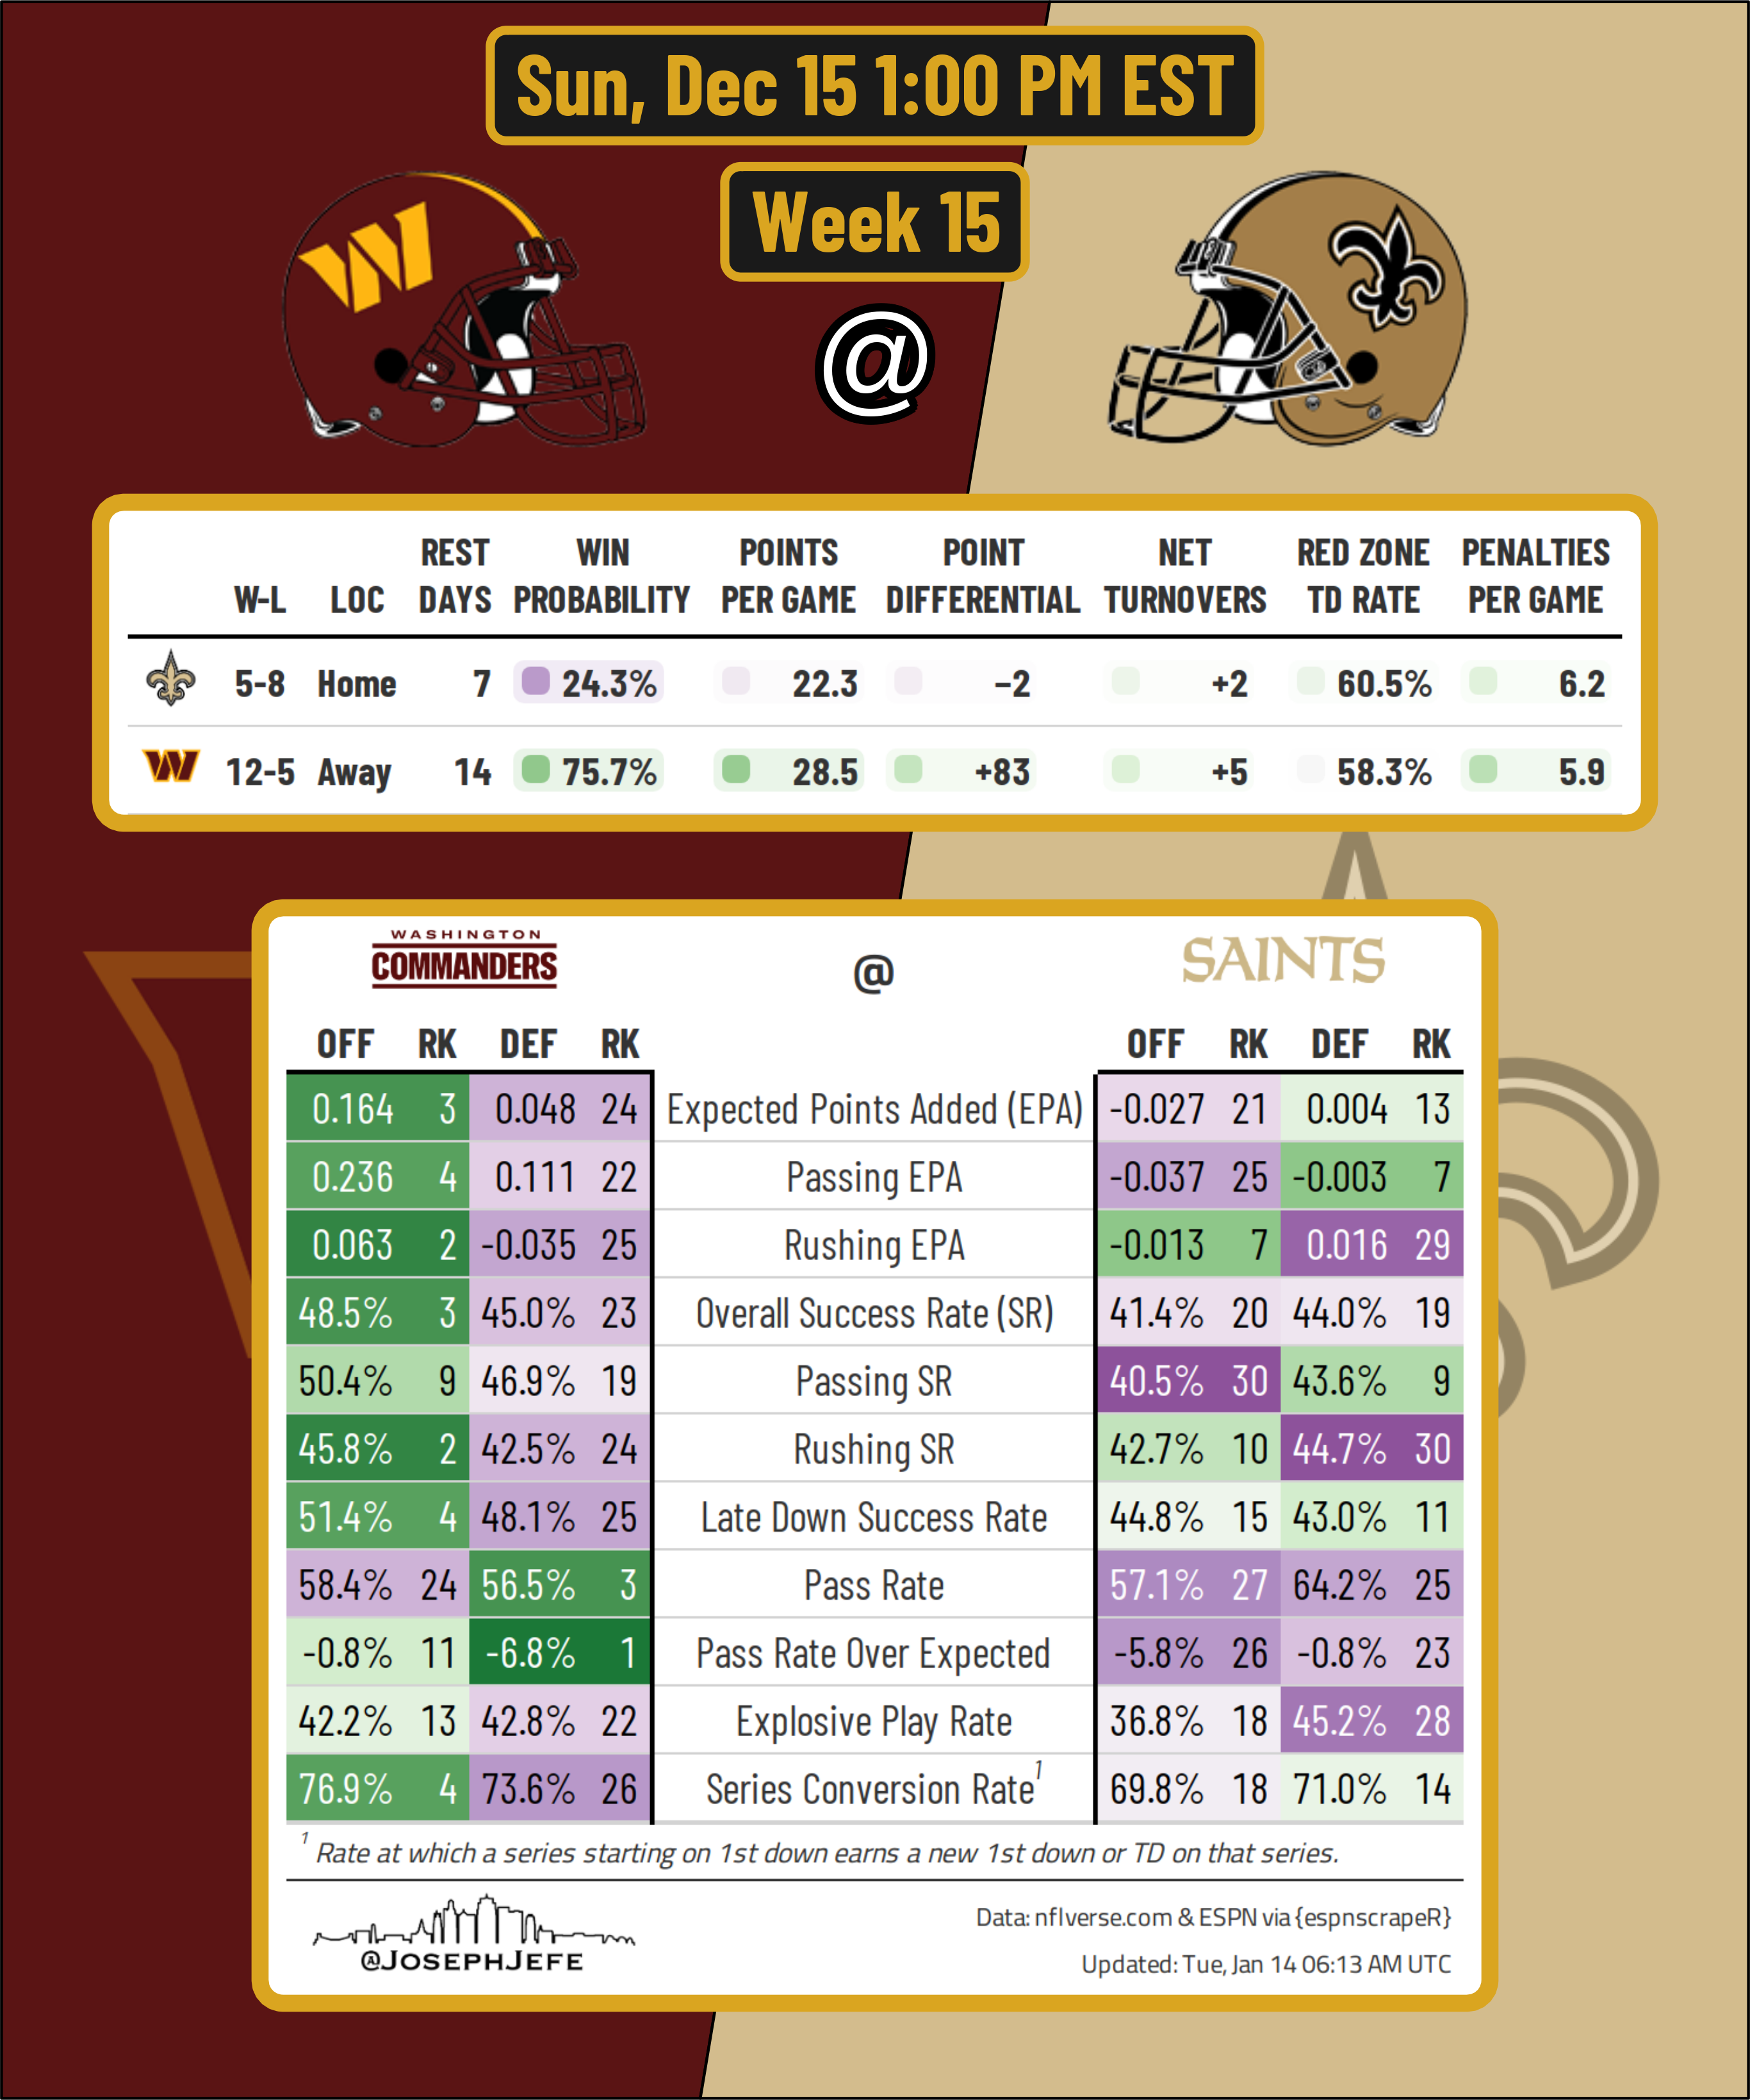 Sun, Dec 15 1:00 PM EST
Week 15
@
REST WIN POINTS POINT NET RED ZONE PENALTIES
W-L LOC DAYS PROBABILITY PER GAME DIFFERENTIAL TURNOVERS TD RATE PER GAME
5-8 Home 7 24.3% 22.3 −2 +2 60.5% 6.2
W 12-5 Away 14 75.7% 28.5 +83 +5 58.3% 5.9
WASHINGTON
COMMANDERS @ SAINTS
OFF RK DEF RK OFF RK DEF RK
0.164 3 0.048 24 Expected Points Added (EPA) -0.027 21 0.004 13
0.236 4 0.111 22 Passing EPA -0.037 25 -0.003 7
0.063 2 -0.035 25 Rushing EPA -0.013 7 0.016 29
48.5% 3 45.0% 23 Overall Success Rate (SR) 41.4% 20 44.0% 19
50.4% 9 46.9% 19 Passing SR 40.5% 30 43.6% 9
45.8% 2 42.5% 24 Rushing SR 42.7% 10 44.7% 30
51.4% 4 48.1% 25 Late Down Success Rate 44.8% 15 43.0% 11
58.4% 24 56.5% 3 Pass Rate 57.1% 27 64.2% 25
-0.8% 11 -6.8% 1 Pass Rate Over Expected -5.8% 26 -0.8% 23
42.2% 13 42.8% 22 Explosive Play Rate 36.8% 18 45.2% 28
76.9% 4 73.6% 26 Series Conversion Rate¹ 69.8% 18 71.0% 14
¹ Rate at which a series starting on 1st down earns a new 1st down or TD on that series.
@JOSEPHJEFE
Data: nflverse.com & ESPN via {espnscrapeR}
Updated: Tue, Jan 14 06:13 AM UTC